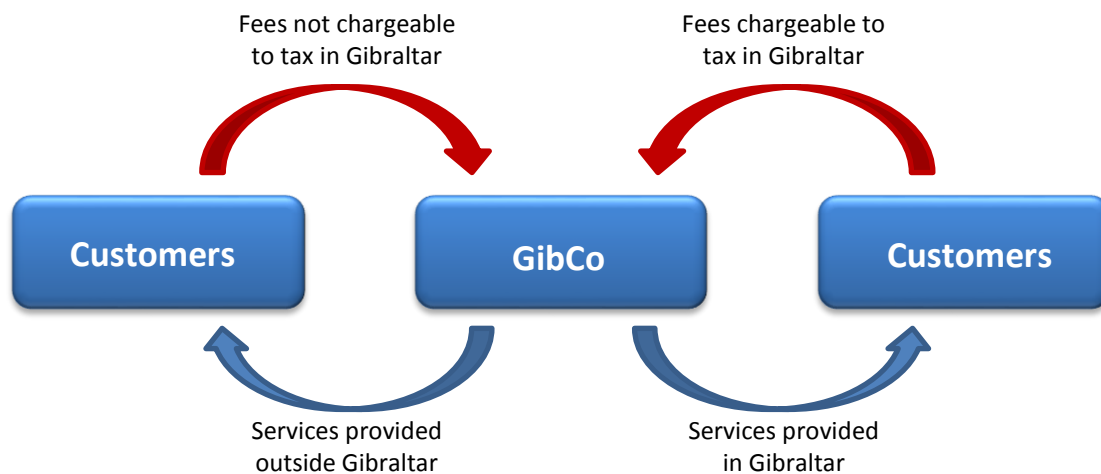 Fees not chargeable
to tax in Gibraltar
Fees chargeable to
tax in Gibraltar
Customers
GibCo
Customers
Services provided
outside Gibraltar
Services provided
in Gibraltar